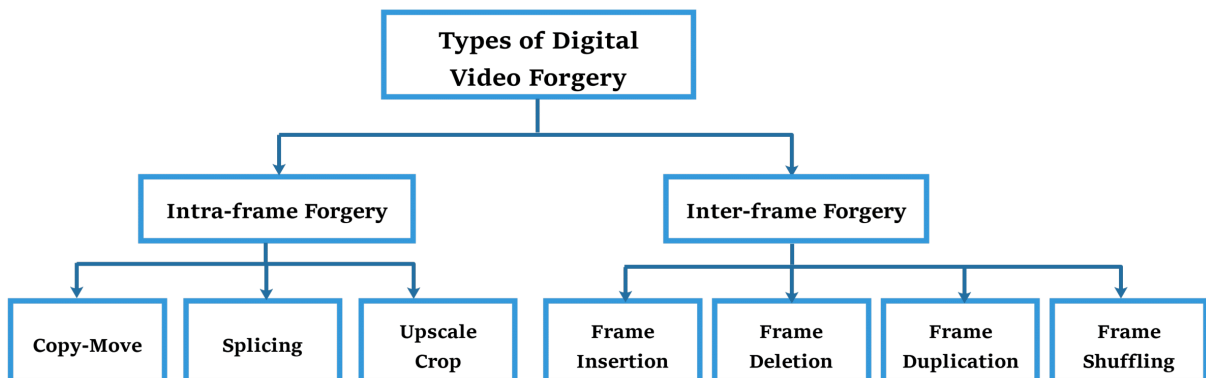 Types of Digital
Video Forgery
Intra-frame Forgery
Inter-frame Forgery
Copy-Move
Splicing
Upscale
Crop
Frame
Insertion
Frame
Deletion
Frame
Duplication
Frame
Shuffling